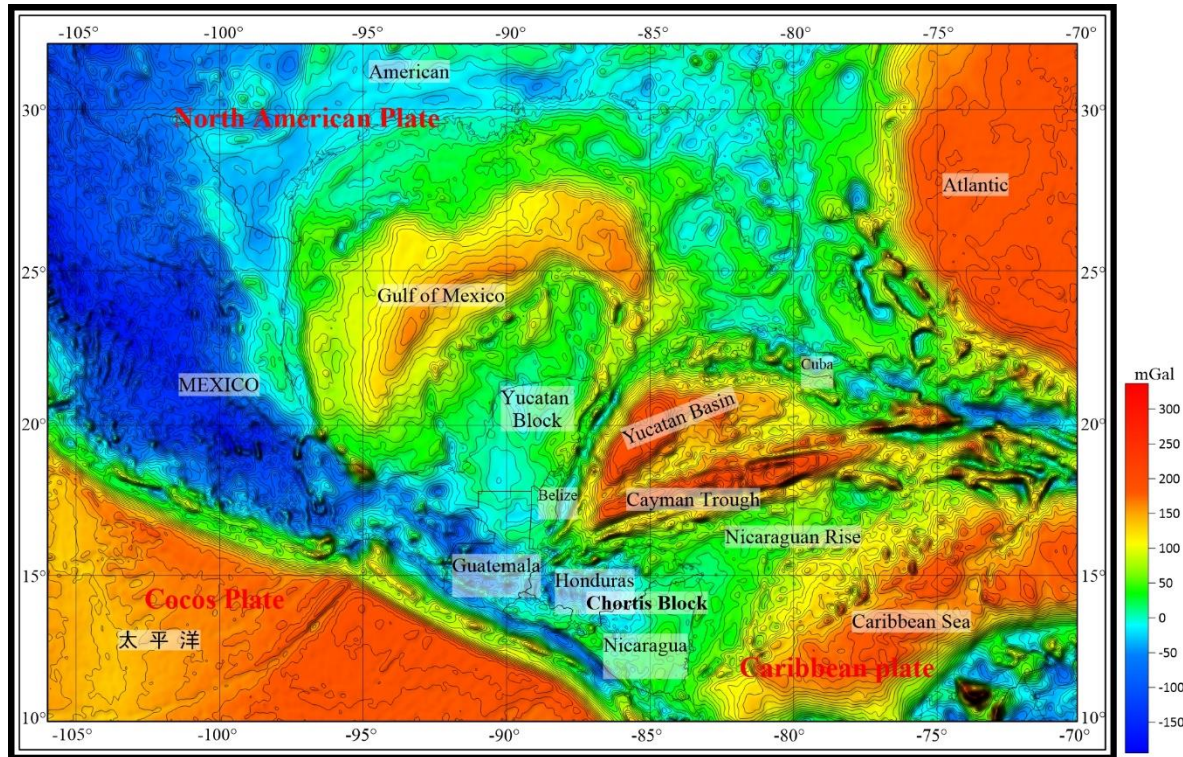 -105° -100° -95° -90° -85° -80° -75° -70°
American
30° North American Plate 30°
Atlantic
25° 25°
Gulf of Mexico
Cuba
mGal
MEXICO
Yucatan
Block
Yucatan Basin
300
20° 20°
250
200
Belize
Cayman Trough
150
Nicaraguan Rise
100
Guatemala
15° Honduras 15°
50
Cocos Plate
Chortis Block
0
太平洋
Caribbean Sea
Nicaragua
-50
Caribbean plate
-100
10° 10°
-150
-105° -100° -95° -90° -85° -80° -75° -70°